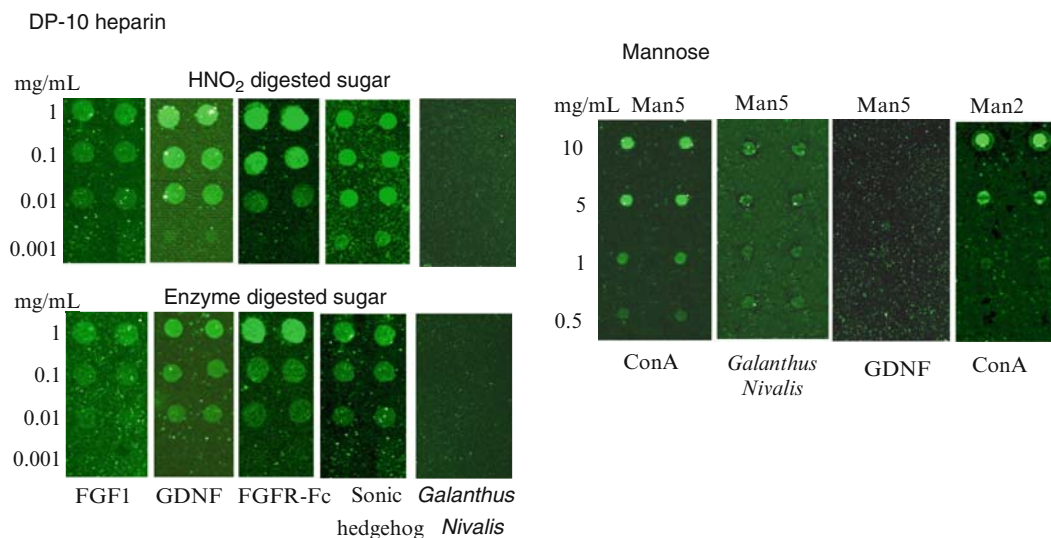 DP-10 heparin
HNO₂ digested sugar
mg/mL
1
0.1
0.01
0.001
Enzyme digested sugar
mg/mL
1
0.1
0.01
0.001
FGF1 GDNF FGFR-Fc Sonic Galanthus
hedgehog Nivalis
Mannose
mg/mL Man5 Man5 Man5 Man2
10
5
1
0.5
ConA Galanthus GDNF ConA
Nivalis